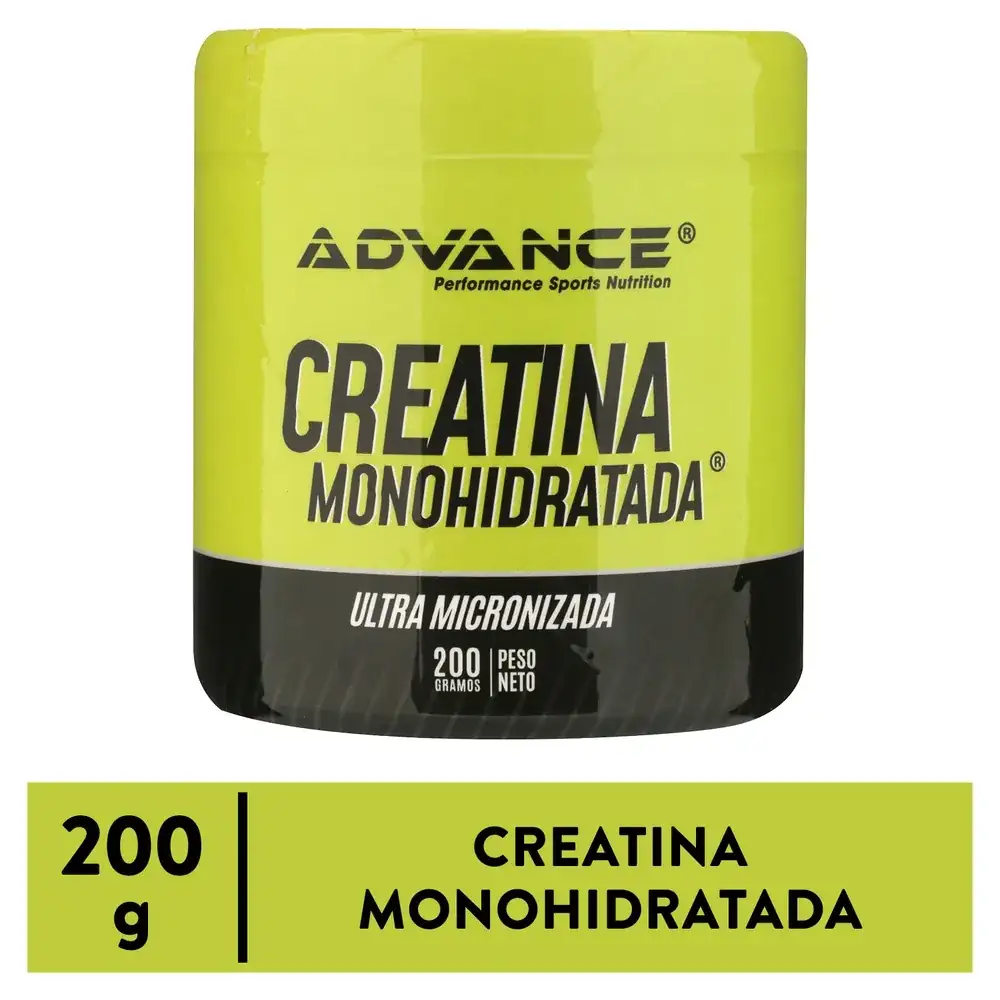 ADVANCE®
Performance Sports Nutrition
CREATINA
MONOHIDRATADA®
ULTRA MICRONIZADA
200 PESO
GRAMOS NETO
200 CREATINA
g MONOHIDRATADA